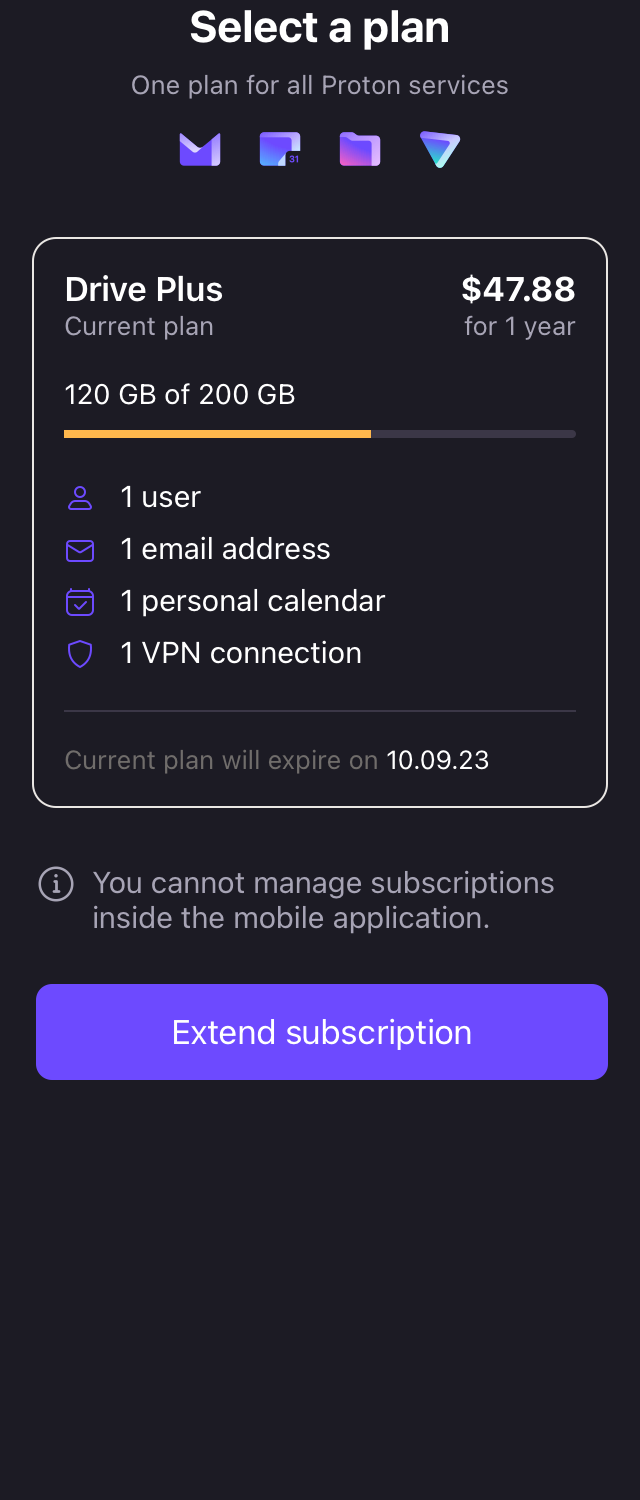 Select a plan
One plan for all Proton services
31
Drive Plus
$47.88
Current plan
for 1 year
120 GB of 200 GB
1 user
1 email address
1 personal calendar
1 VPN connection
Current plan will expire on 10.09.23
You cannot manage subscriptions
inside the mobile application.
Extend subscription